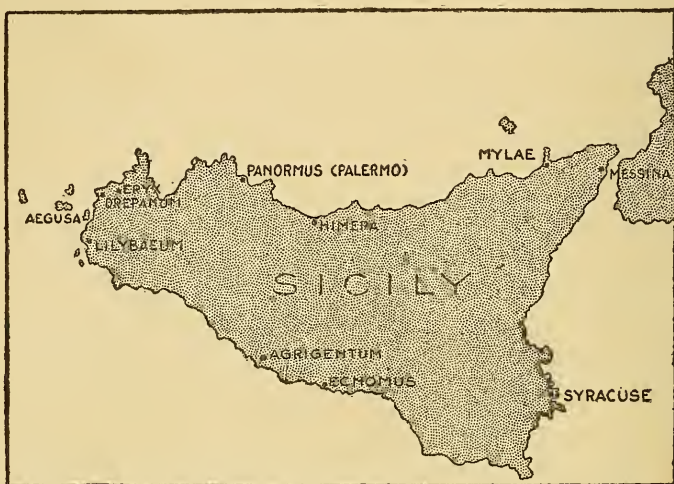 PANORMUS (PALERMO)
MYLAE
MESSINA
ERYX
DREPANUM
AEGUSA
LILYBAEUM
HIMERA
SICILY
AGRIGENTUM
ECNOMUS
SYRACUSE